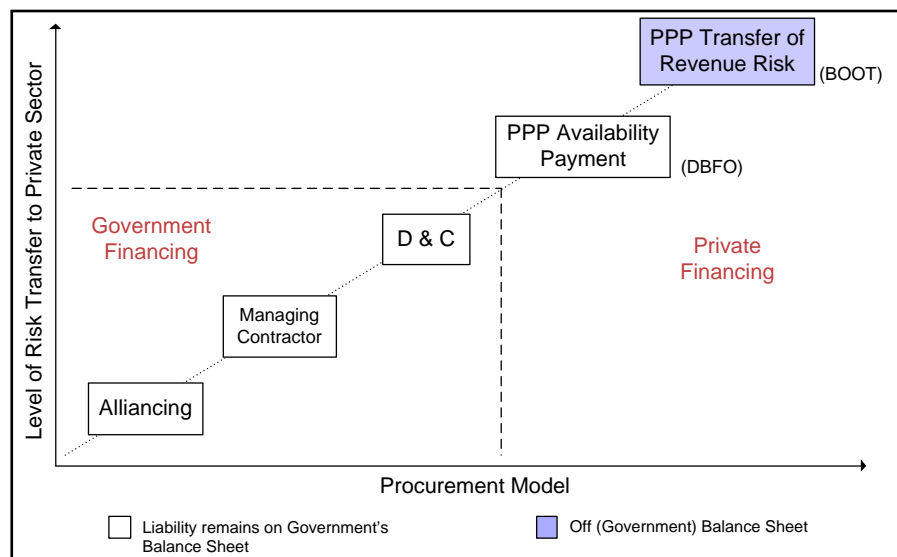 Level of Risk Transfer to Private Sector
PPP Transfer of
Revenue Risk
(BOOT)
PPP Availability
Payment
(DBFO)
Government
Financing
D & C
Private
Financing
Managing
Contractor
Alliancing
Procurement Model
Liability remains on Government's
Balance Sheet
Off (Government) Balance Sheet